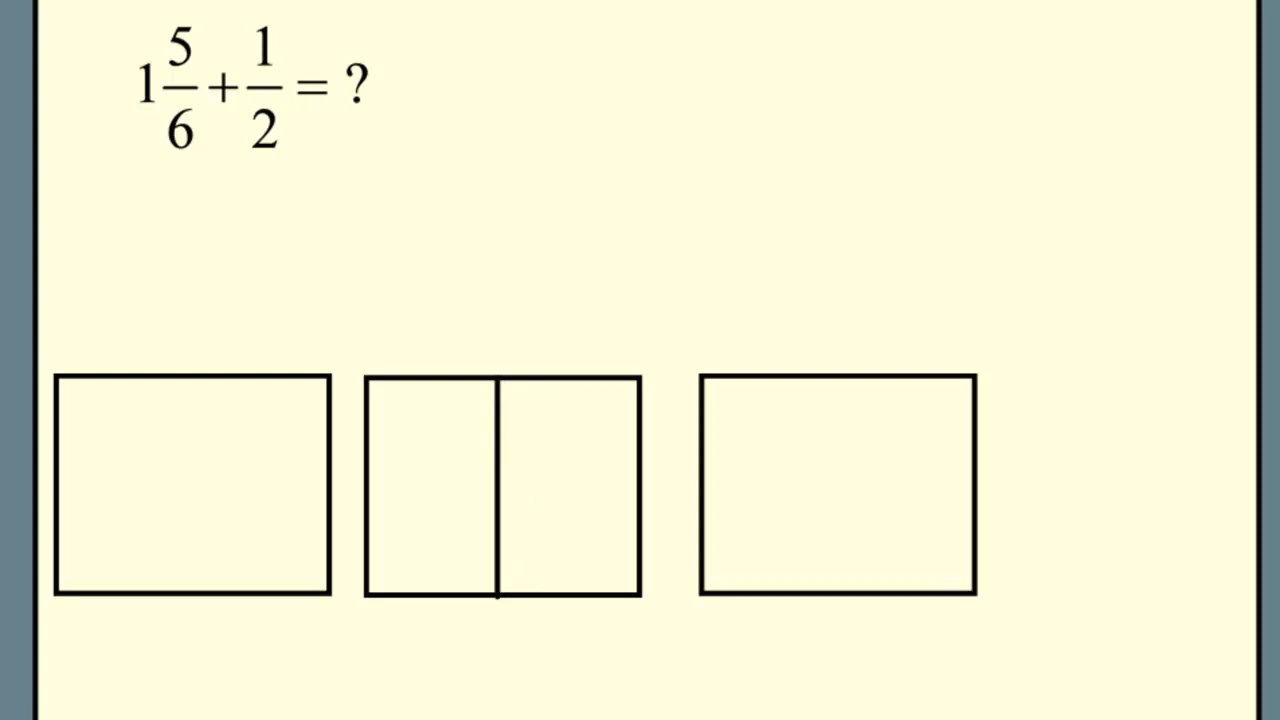 1 5/6 + 1/2 = ?